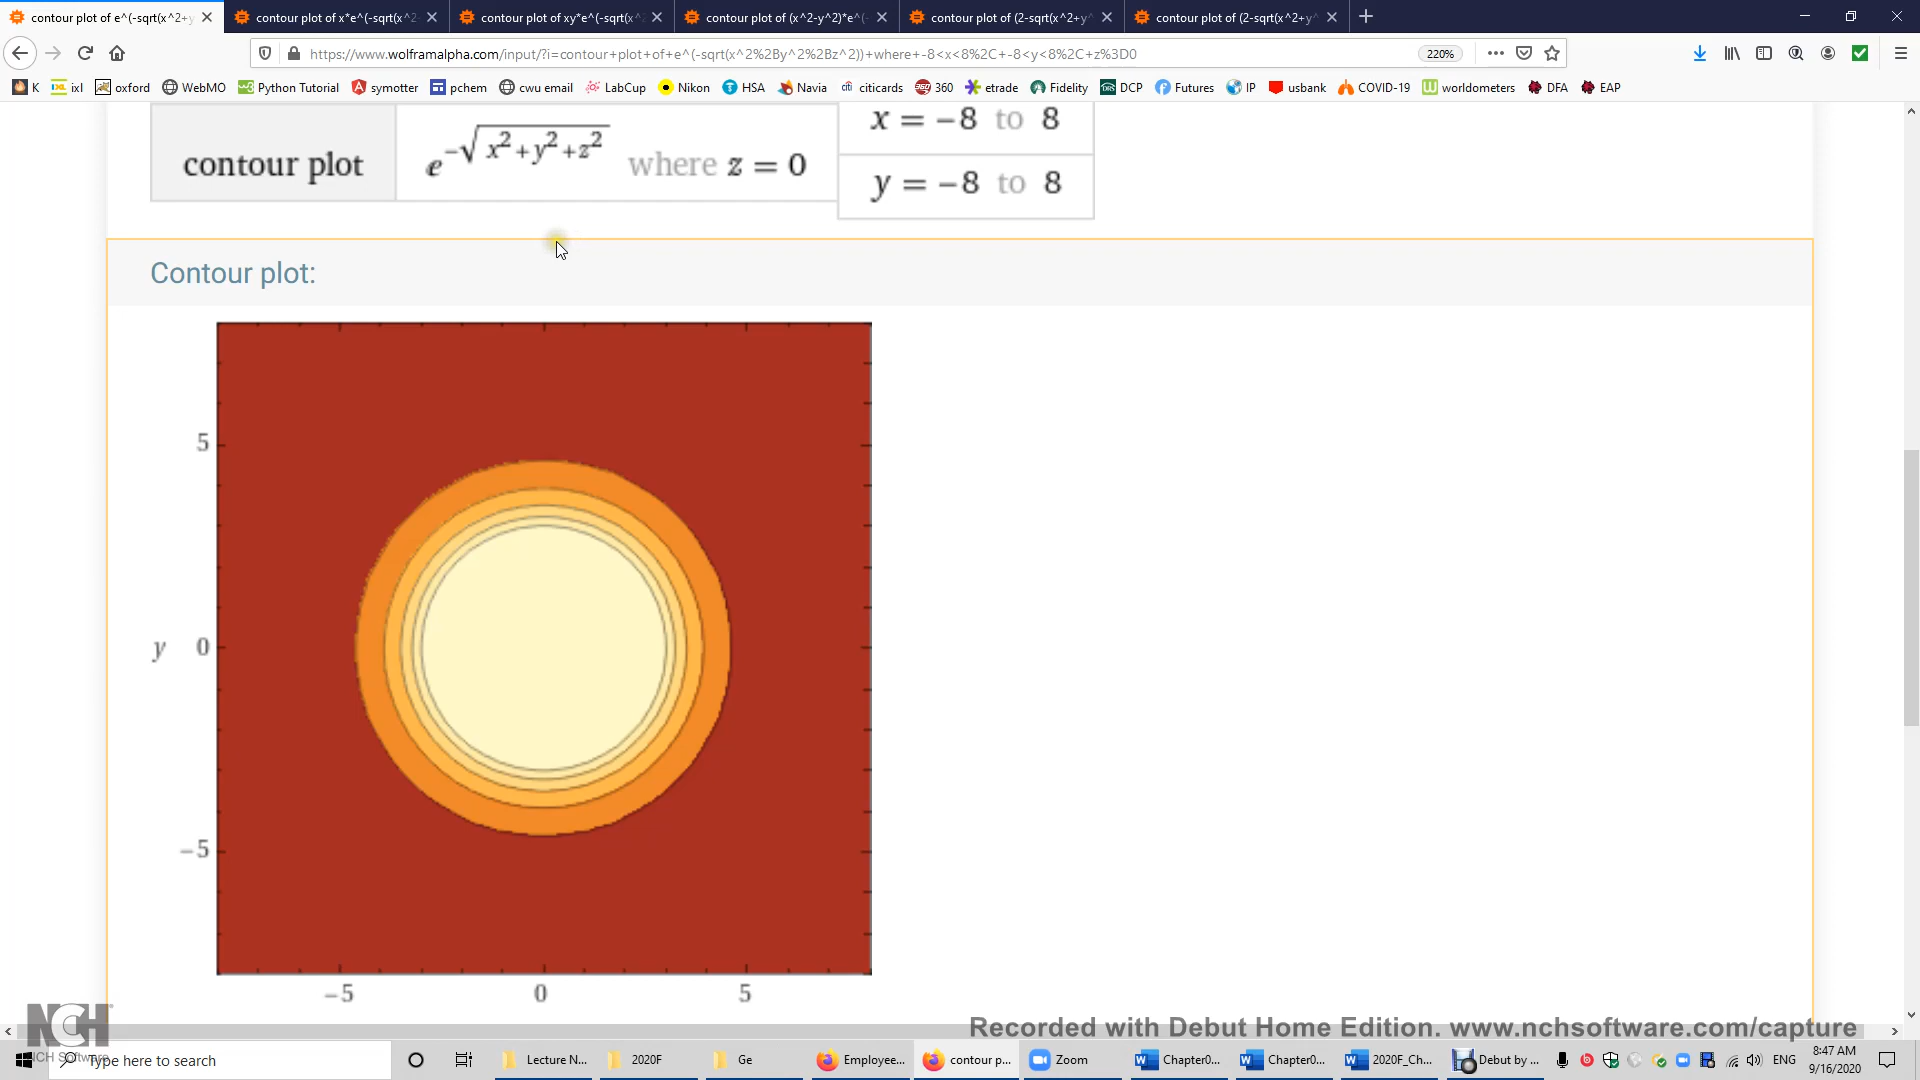 contour plot of e^(-sqrt(x^2+y
contour plot of x*e^(-sqrt(x^2-
contour plot of xy*e^(-sqrt(x^
contour plot of (x^2-y^2)*e^(-
contour plot of (2-sqrt(x^2+y^
contour plot of (2-sqrt(x^2+y^
https://www.wolframalpha.com/input/?i=contour+plot+of+e^(-sqrt(x^2%2By^2%2Bz^2))+where+-8<x<8%2C+-8<y<8%2C+z%3D0
220%
K ixl oxford WebMO Python Tutorial symotter pchem cwu email LabCup Nikon HSA Navia citicards 360 etrade Fidelity DCP Futures IP usbank COVID-19 worldometers DFA EAP
contour plot
e^-√x²+y²+z² where z = 0
x = -8 to 8
y = -8 to 8
Contour plot:
5
y 0
-5
-5 0 5
NCH
NCH Software
Recorded with Debut Home Edition. www.nchsoftware.com/capture
Type here to search
Lecture N...
2020F
Ge
Employee...
contour p...
Zoom
Chapter0...
Chapter0...
2020F_Ch...
Debut by ...
ENG
8:47 AM
9/16/2020